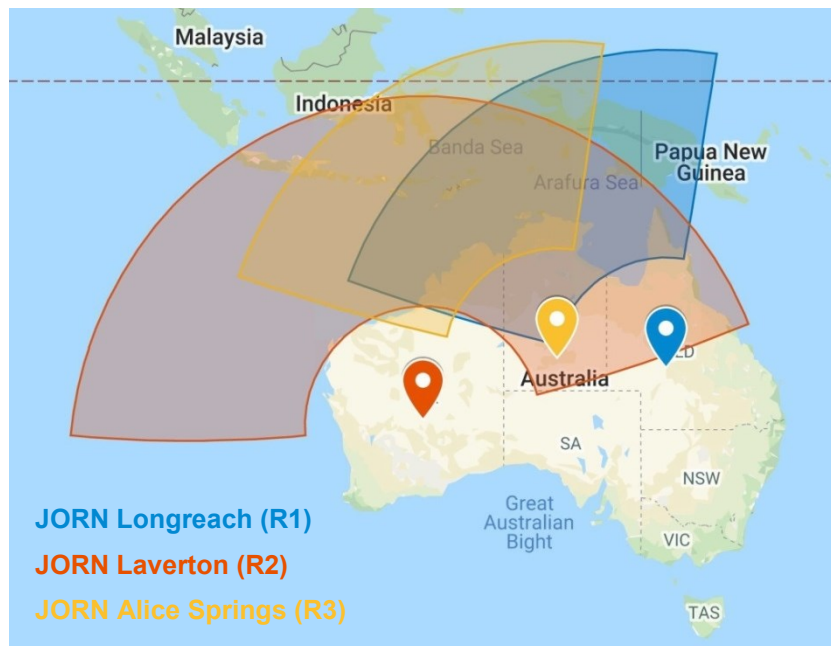 Malaysia
Indonesia
Banda Sea
Papua New
Guinea
Arafura Sea
Australia
SA
NSW
Great
Australian
Bight
VIC
TAS
JORN Longreach (R1)
JORN Laverton (R2)
JORN Alice Springs (R3)